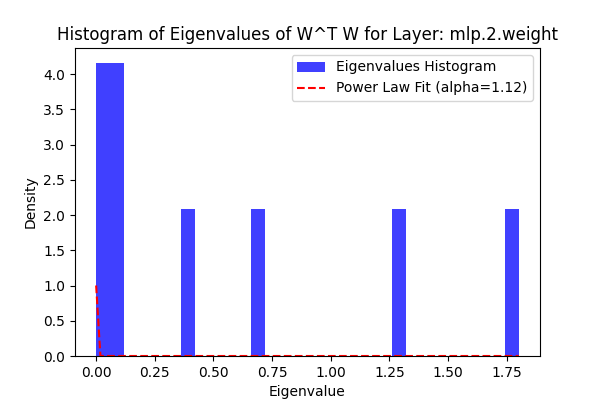 Histogram of Eigenvalues of W^T W for Layer: mlp.2.weight
Eigenvalues Histogram
Power Law Fit (alpha=1.12)
4.0
3.5
3.0
2.5
2.0
1.5
1.0
0.5
0.0
Density
0.00 0.25 0.50 0.75 1.00 1.25 1.50 1.75
Eigenvalue